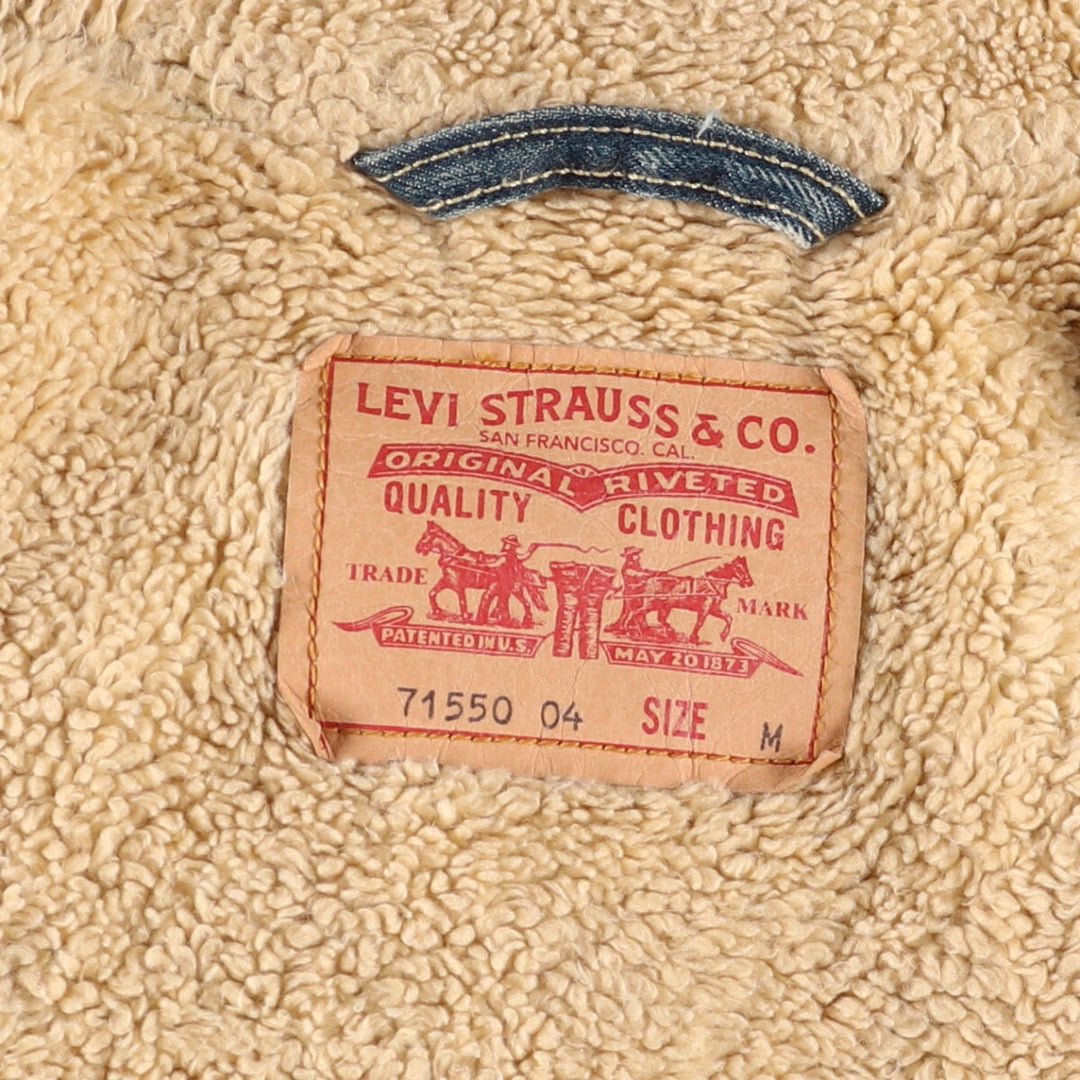 LEVI STRAUSS & CO.
SAN FRANCISCO. CAL.
ORIGINAL RIVETED
QUALITY CLOTHING
TRADE MARK
PATENTED IN U.S. MAY 20 1873
71550 04 SIZE M